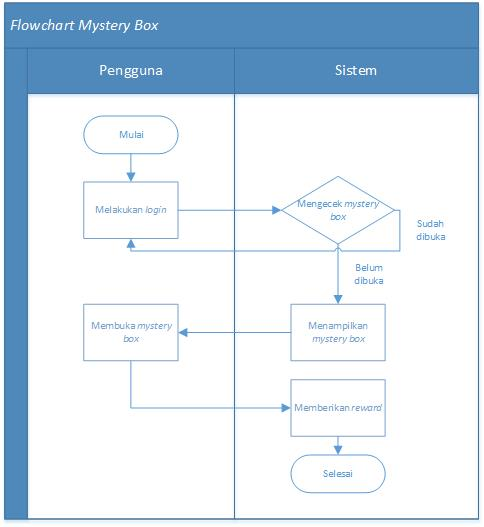 Flowchart Mystery Box
Pengguna
Sistem
Mulai
Melakukan login
Mengecek mystery
box
Sudah
dibuka
Belum
dibuka
Membuka mystery
box
Menampilkan
mystery box
Memberikan reward
Selesai